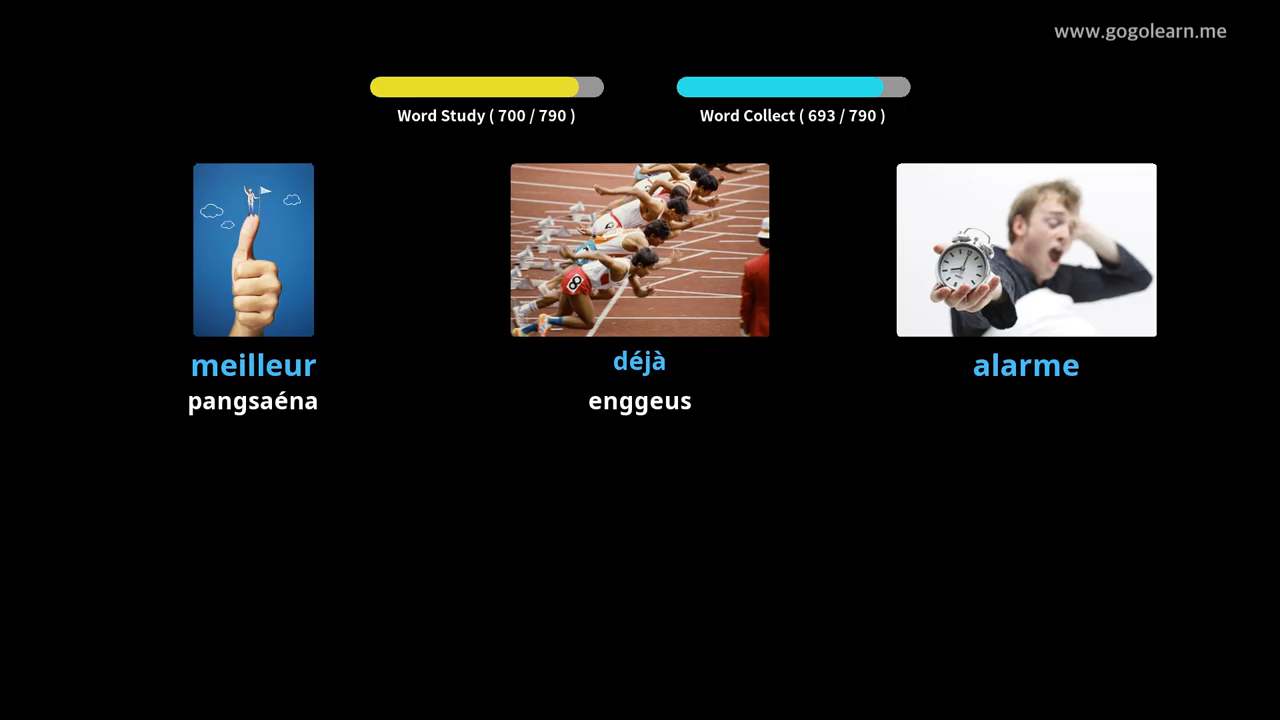 www.gogolearn.me
Word Study ( 700 / 790 )
Word Collect ( 693 / 790 )
meilleur
pangsaéna
déjà
enggeus
alarme